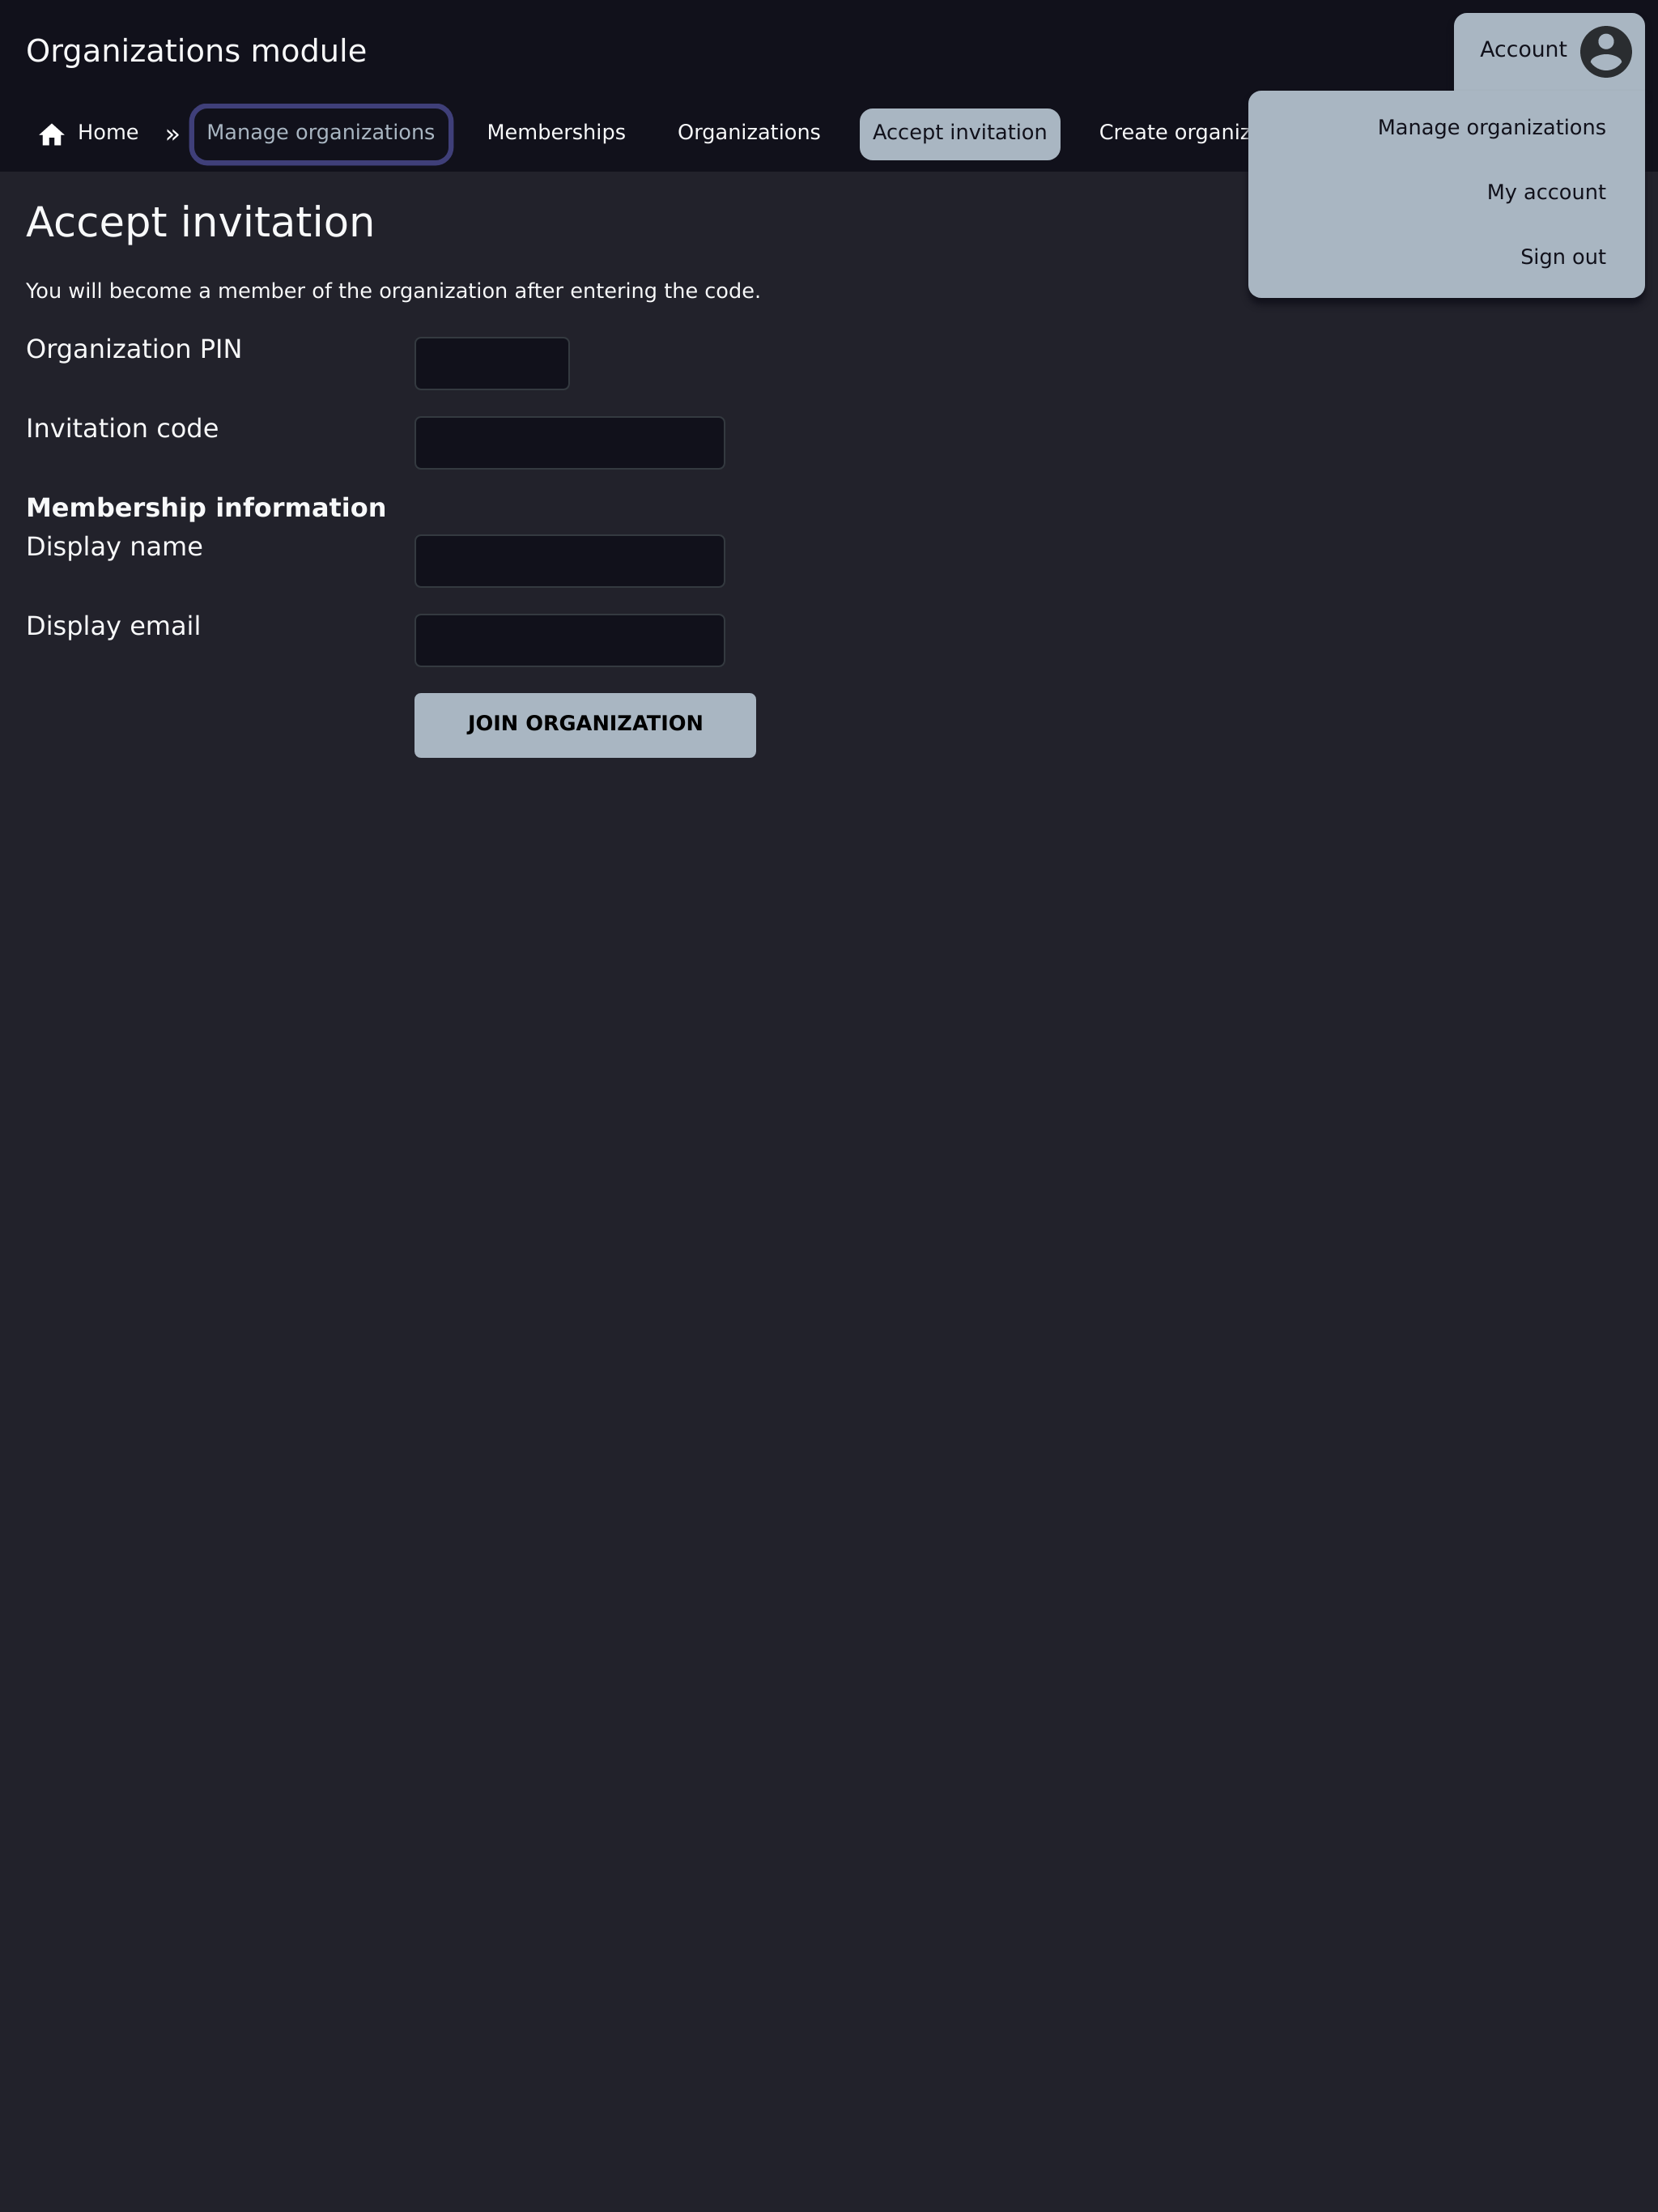 Organizations module
Account
Home » Manage organizations Memberships Organizations Accept invitation Create organiz
Manage organizations
My account
Sign out
Accept invitation
You will become a member of the organization after entering the code.
Organization PIN
Invitation code
Membership information
Display name
Display email
JOIN ORGANIZATION